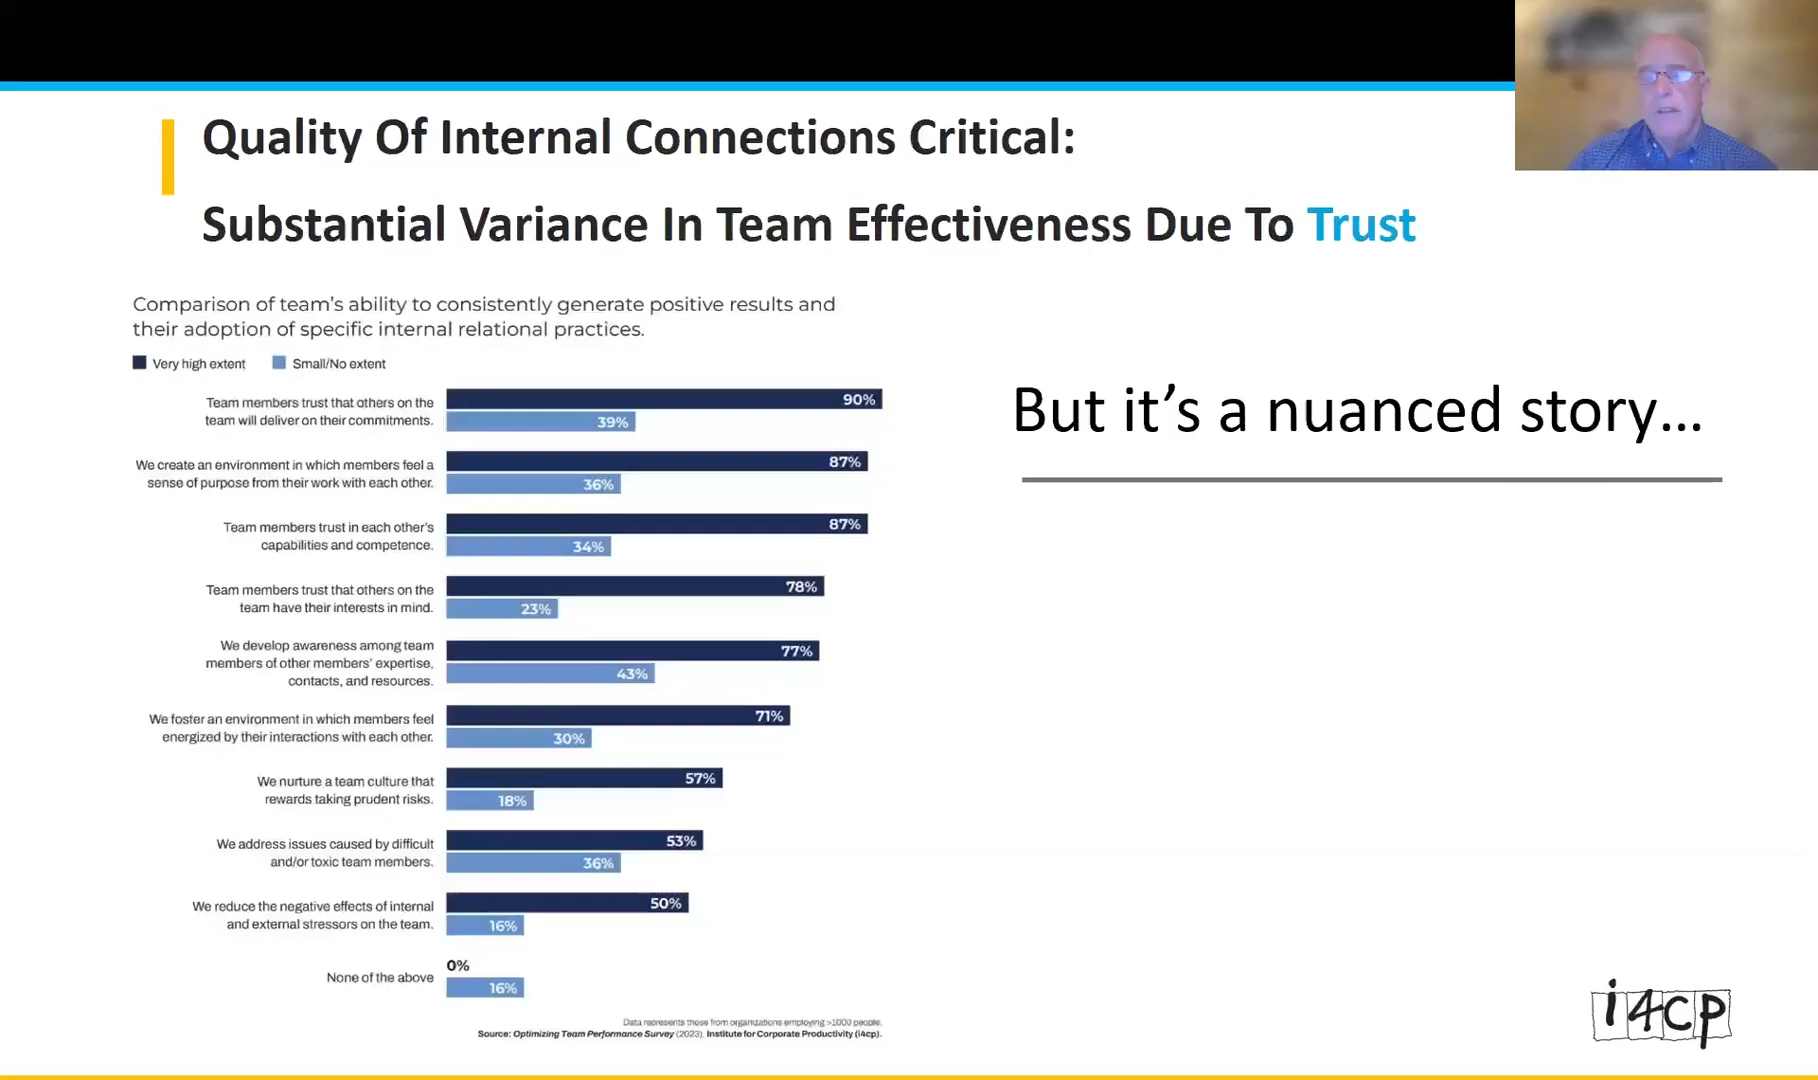 Quality Of Internal Connections Critical:
Substantial Variance In Team Effectiveness Due To Trust
Comparison of team's ability to consistently generate positive results and
their adoption of specific internal relational practices.
Very high extent
Small/No extent
Team members trust that others on the
team will deliver on their commitments.
90%
39%
We create an environment in which members feel a
sense of purpose from their work with each other.
87%
36%
Team members trust in each other's
capabilities and competence.
87%
34%
Team members trust that others on the
team have their interests in mind.
78%
23%
We develop awareness among team
members of other members' expertise,
contacts, and resources.
77%
43%
We foster an environment in which members feel
energized by their interactions with each other.
71%
30%
We nurture a team culture that
rewards taking prudent risks.
57%
18%
We address issues caused by difficult
and/or toxic team members.
53%
36%
We reduce the negative effects of internal
and external stressors on the team.
50%
16%
None of the above
0%
16%
Data represents those from organizations employing >1000 people.
Source: Optimizing Team Performance Survey (2023), Institute for Corporate Productivity (i4cp).
But it's a nuanced story...
i4cp